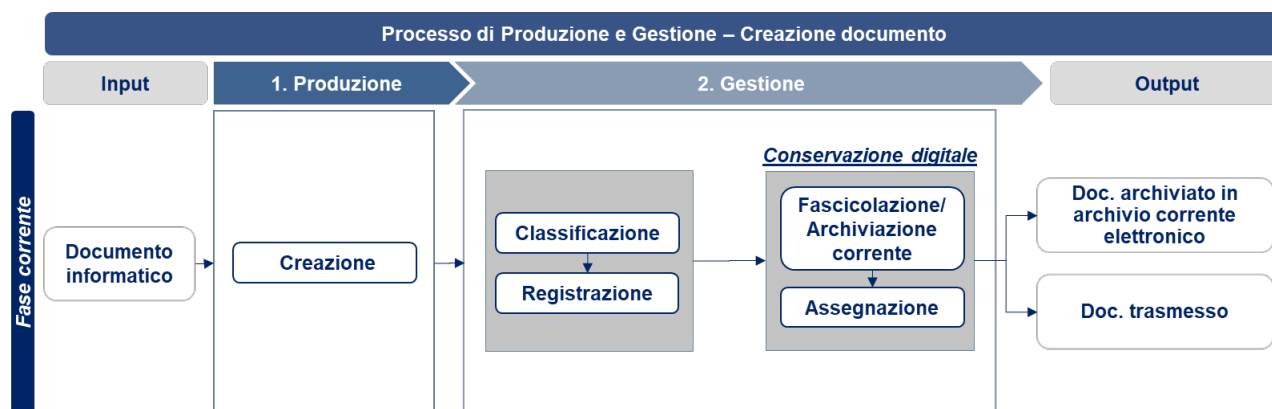 Processo di Produzione e Gestione – Creazione documento
Input
1. Produzione
2. Gestione
Output
Fase corrente
Documento
informatico
Creazione
Classificazione
Registrazione
Conservazione digitale
Fascicolazione/
Archiviazione
corrente
Assegnazione
Doc. archiviato in
archivio corrente
elettronico
Doc. trasmesso